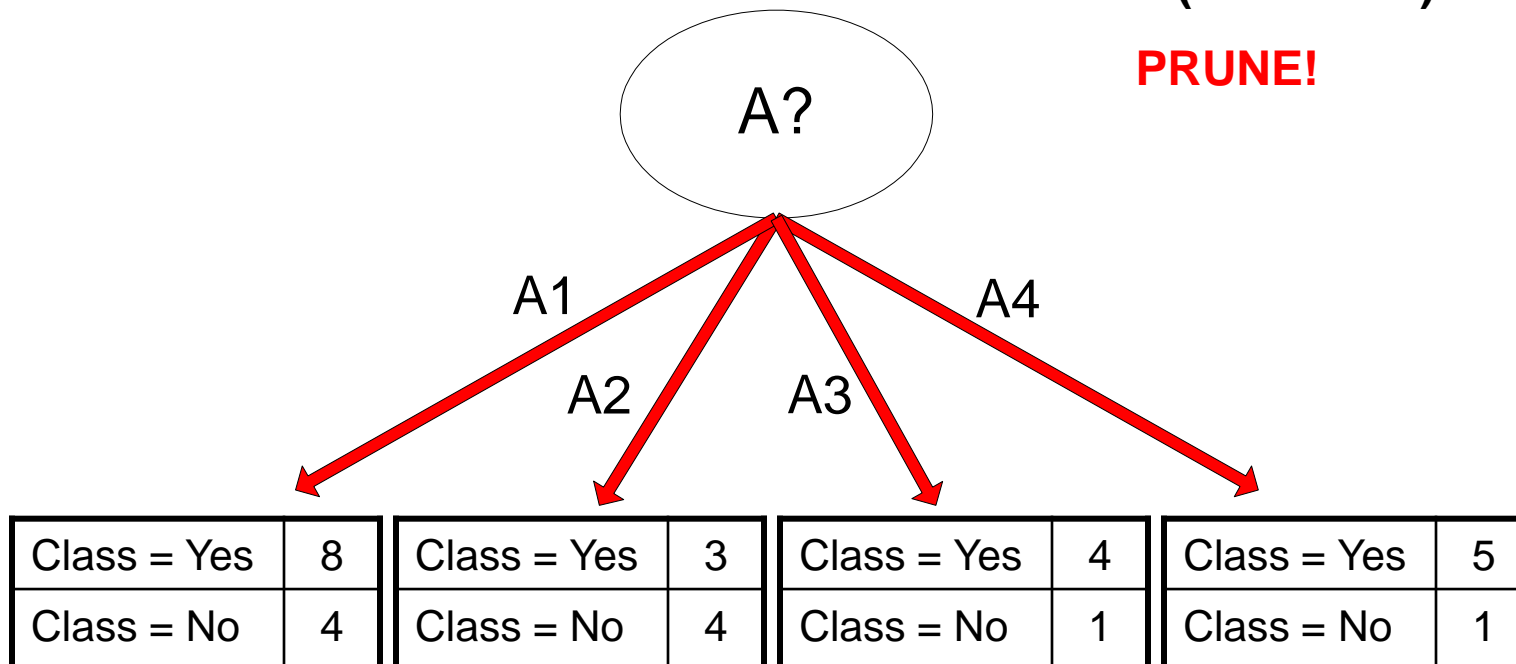 PRUNE!
A?
A1
A4
A2
A3
Class = Yes 8 Class = Yes 3 Class = Yes 4 Class = Yes 5
Class = No 4 Class = No 4 Class = No 1 Class = No 1